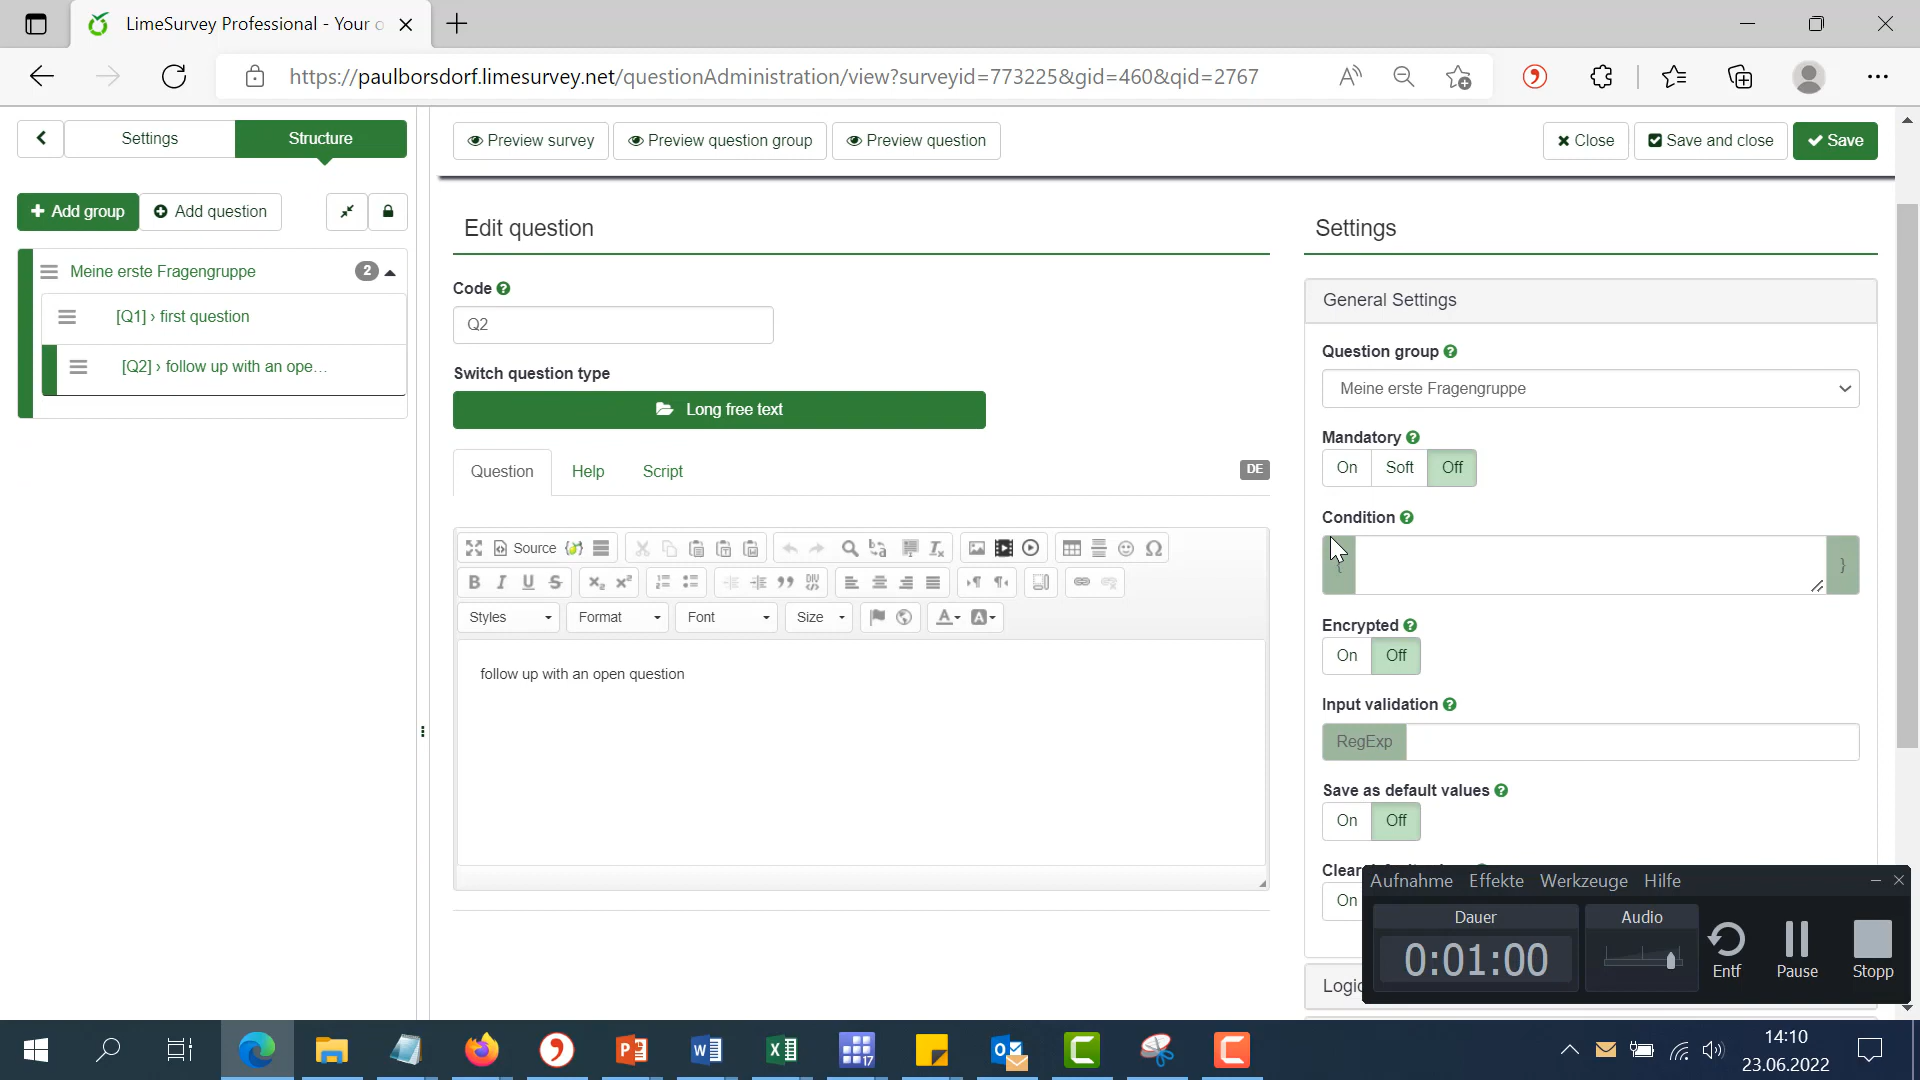 LimeSurvey Professional - Your o
https://paulborsdorf.limesurvey.net/questionAdministration/view?surveyid=773225&gid=460&qid=2767
Settings
Structure
Preview survey
Preview question group
Preview question
Close
Save and close
Save
Add group
Add question
Meine erste Fragengruppe
2
[Q1] › first question
[Q2] › follow up with an ope...
Edit question
Code
Q2
Switch question type
Long free text
Question
Help
Script
DE
Source
Styles
Format
Font
Size
follow up with an open question
Settings
General Settings
Question group
Meine erste Fragengruppe
Mandatory
On
Soft
Off
Condition
{
}
Encrypted
On
Off
Input validation
RegExp
Save as default values
On
Off
Clear
On
Logic
Aufnahme
Effekte
Werkzeuge
Hilfe
Dauer
0:01:00
Audio
Entf
Pause
Stopp
14:10
23.06.2022